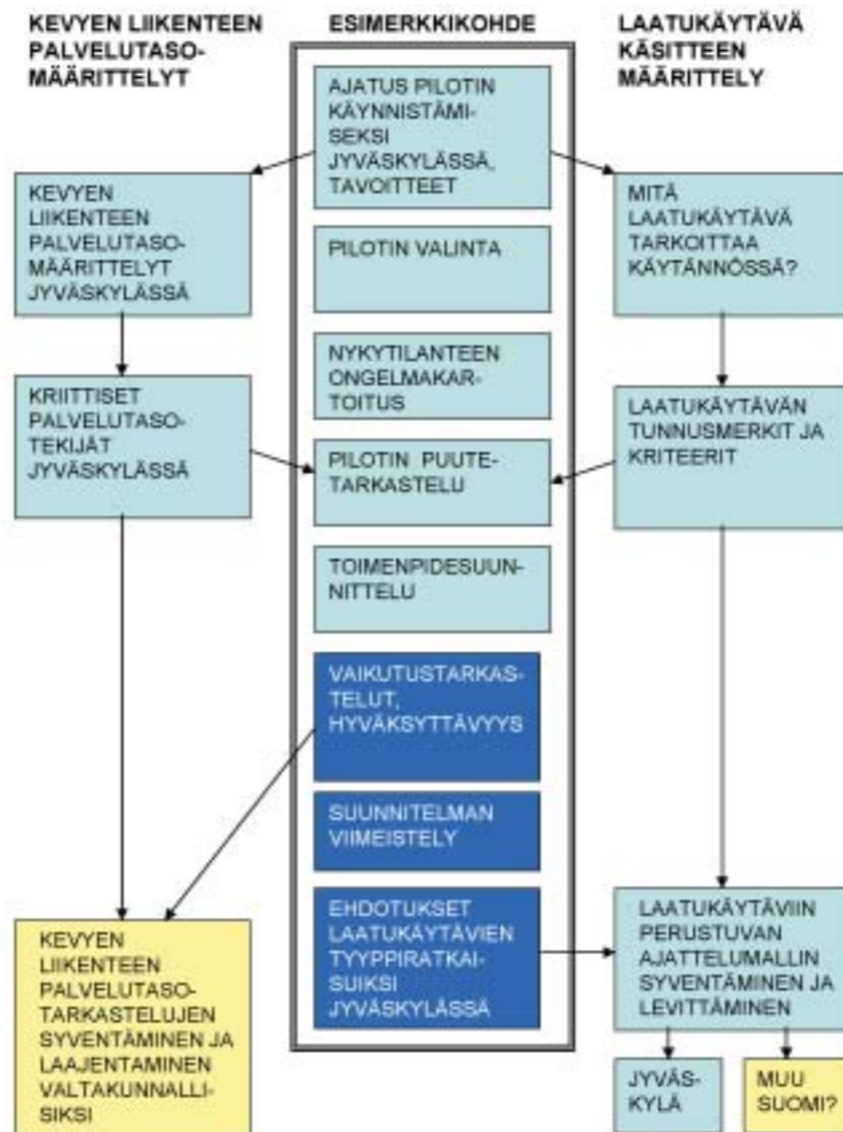 KEVYEN LIIKENTEEN
PALVELUTASO-
MÄÄRITTELYT
ESIMERKKIKOHDE
LAATUKÄYTÄVÄ
KÄSITTEEN
MÄÄRITTELY
AJATUS PILOTIN
KÄYNNISTÄMI-
SEKSI
JYVÄSKYLÄSSÄ,
TAVOITTEET
KEVYEN
LIIKENTEEN
PALVELUTASO-
MÄÄRITTELYT
JYVÄSKYLÄSSÄ
MITÄ
LAATUKÄYTÄVÄ
TARKOITTAA
KÄYTÄNNÖSSÄ?
PILOTIN VALINTA
NYKYTILANTEEN
ONGELMAKAR-
TOITUS
KRIITTISET
PALVELUTASO-
TEKIJÄT
JYVÄSKYLÄSSÄ
LAATUKÄYTÄVÄN
TUNNUSMERKIT JA
KRITEERIT
PILOTIN PUUTE-
TARKASTELU
TOIMENPIDESUUN-
NITTELU
VAIKUTUSTARKAS-
TELUT,
HYVÄKSYTTÄVYYS
SUUNNITELMAN
VIIMEISTELY
EHDOTUKSET
LAATUKÄYTÄVIEN
TYYPPIRATKAI-
SUIKSI
JYVÄSKYLÄSSÄ
LAATUKÄYTÄVIIN
PERUSTUVAN
AJATTELUMALLIN
SYVENTÄMINEN JA
LEVITTÄMINEN
KEVYEN
LIIKENTEEN
PALVELUTASO-
TARKASTELUJEN
SYVENTÄMINEN JA
LAAJENTAMINEN
VALTAKUNNALLI-
SIKSI
JYVÄS-
KYLÄ
MUU
SUOMI?